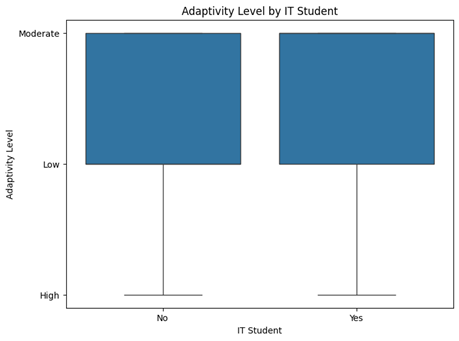 Adaptivity Level by IT Student
Moderate
Low
High
Adaptivity Level
No
Yes
IT Student